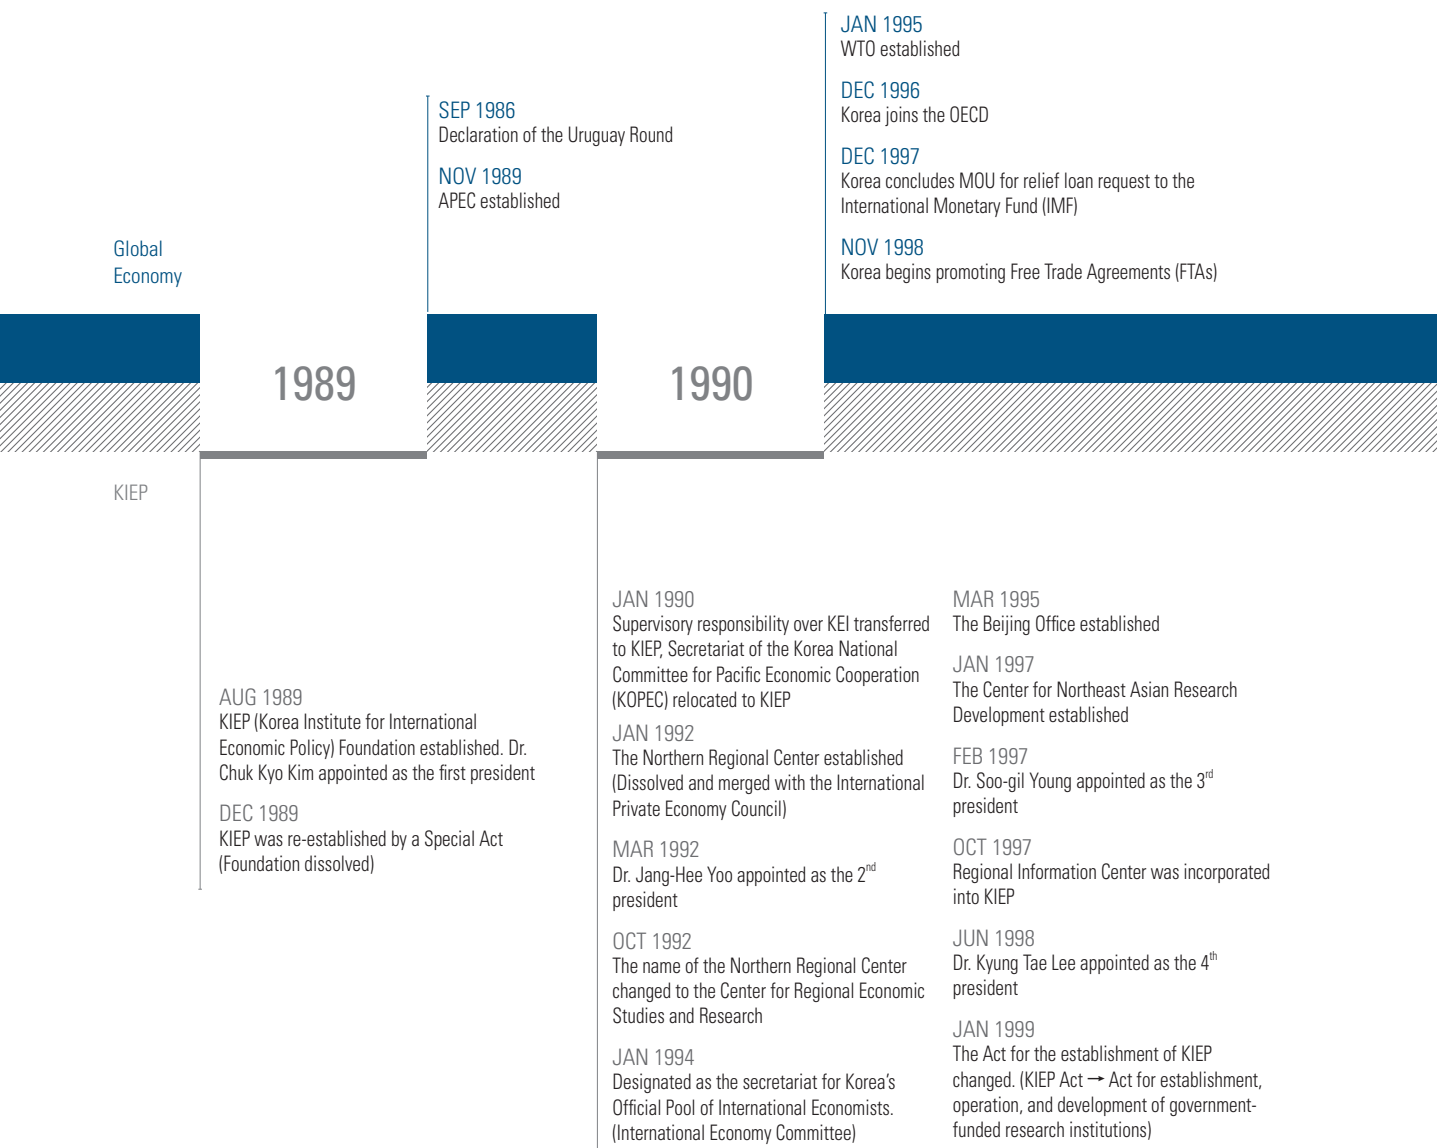 Global
Economy
SEP 1986
Declaration of the Uruguay Round
NOV 1989
APEC established
JAN 1995
WTO established
DEC 1996
Korea joins the OECD
DEC 1997
Korea concludes MOU for relief loan request to the
International Monetary Fund (IMF)
NOV 1998
Korea begins promoting Free Trade Agreements (FTAs)
1989
1990
KIEP
AUG 1989
KIEP (Korea Institute for International
Economic Policy) Foundation established. Dr.
Chuk Kyo Kim appointed as the first president
DEC 1989
KIEP was re-established by a Special Act
(Foundation dissolved)
JAN 1990
Supervisory responsibility over KEI transferred
to KIEP, Secretariat of the Korea National
Committee for Pacific Economic Cooperation
(KOPEC) relocated to KIEP
JAN 1992
The Northern Regional Center established
(Dissolved and merged with the International
Private Economy Council)
MAR 1992
Dr. Jang-Hee Yoo appointed as the 2nd
president
OCT 1992
The name of the Northern Regional Center
changed to the Center for Regional Economic
Studies and Research
JAN 1994
Designated as the secretariat for Korea's
Official Pool of International Economists.
(International Economy Committee)
MAR 1995
The Beijing Office established
JAN 1997
The Center for Northeast Asian Research
Development established
FEB 1997
Dr. Soo-gil Young appointed as the 3rd
president
OCT 1997
Regional Information Center was incorporated
into KIEP
JUN 1998
Dr. Kyung Tae Lee appointed as the 4th
president
JAN 1999
The Act for the establishment of KIEP
changed. (KIEP Act → Act for establishment,
operation, and development of government-
funded research institutions)